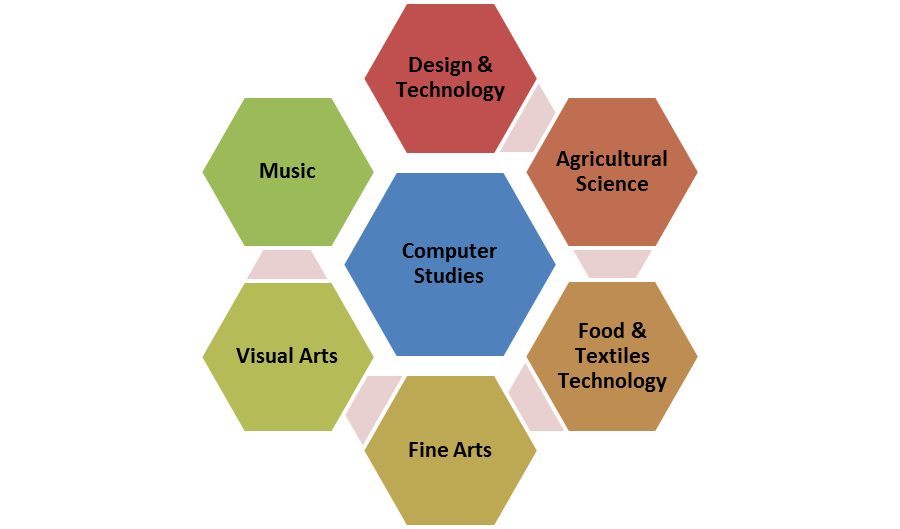 Design &
Technology
Agricultural
Science
Music
Computer
Studies
Food &
Textiles
Technology
Visual Arts
Fine Arts